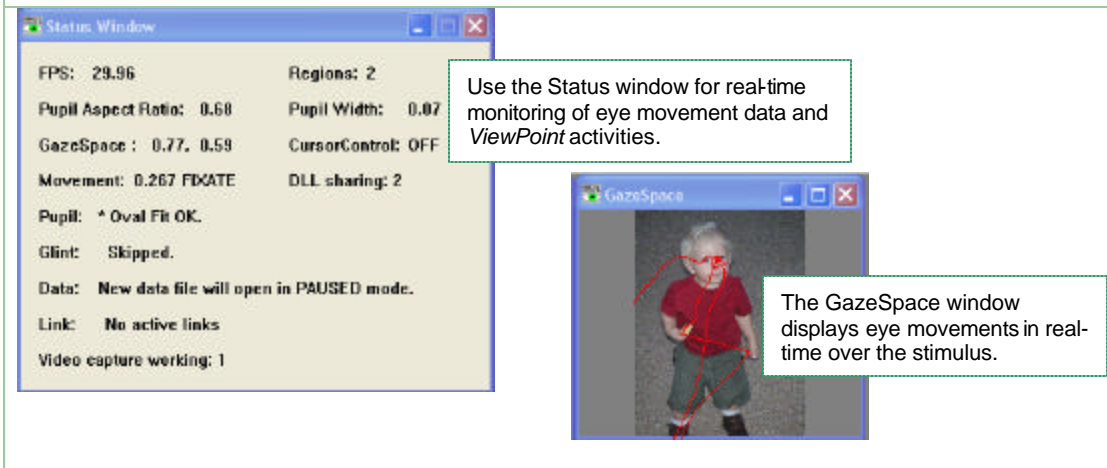 Status Window
FPS: 29.96 Regions: 2
Pupil Aspect Ratio: 0.68 Pupil Width: 0.07
GazeSpace : 0.77, 0.59 CursorControl: OFF
Movement: 0.267 FIXATE DLL sharing: 2
Pupil: * Oval Fit OK.
Glint: Skipped.
Data: New data file will open in PAUSED mode.
Link: No active links
Video capture working: 1
Use the Status window for real-time
monitoring of eye movement data and
ViewPoint activities.
GazeSpace
The GazeSpace window
displays eye movements in real-
time over the stimulus.